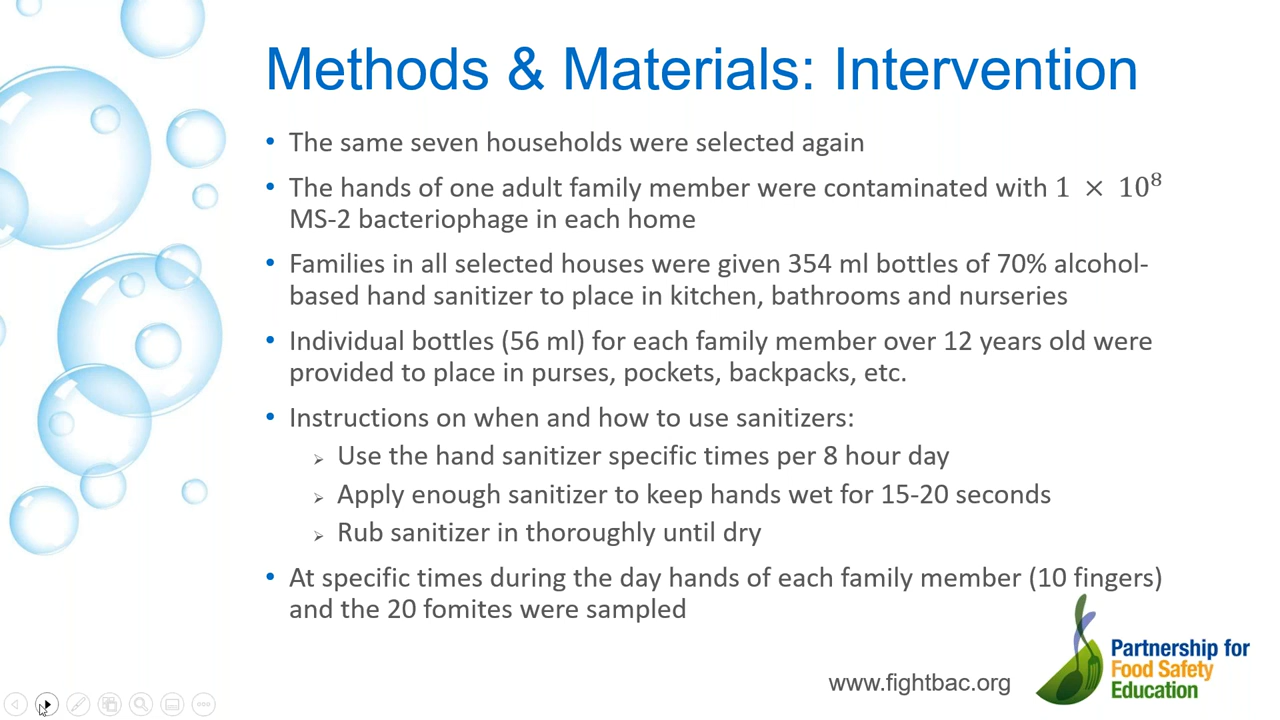 Methods & Materials: Intervention
• The same seven households were selected again
• The hands of one adult family member were contaminated with 1 × 10⁸
MS-2 bacteriophage in each home
• Families in all selected houses were given 354 ml bottles of 70% alcohol-
based hand sanitizer to place in kitchen, bathrooms and nurseries
• Individual bottles (56 ml) for each family member over 12 years old were
provided to place in purses, pockets, backpacks, etc.
• Instructions on when and how to use sanitizers:
➢ Use the hand sanitizer specific times per 8 hour day
➢ Apply enough sanitizer to keep hands wet for 15-20 seconds
➢ Rub sanitizer in thoroughly until dry
• At specific times during the day hands of each family member (10 fingers)
and the 20 fomites were sampled
www.fightbac.org
Partnership for
Food Safety
Education